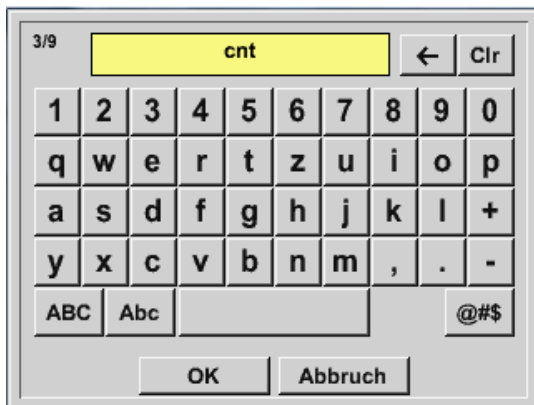 3/9 cnt ← Clr
1 2 3 4 5 6 7 8 9 0
q w e r t z u i o p
a s d f g h j k l +
y x c v b n m , . -
ABC Abc @#$
OK Abbruch